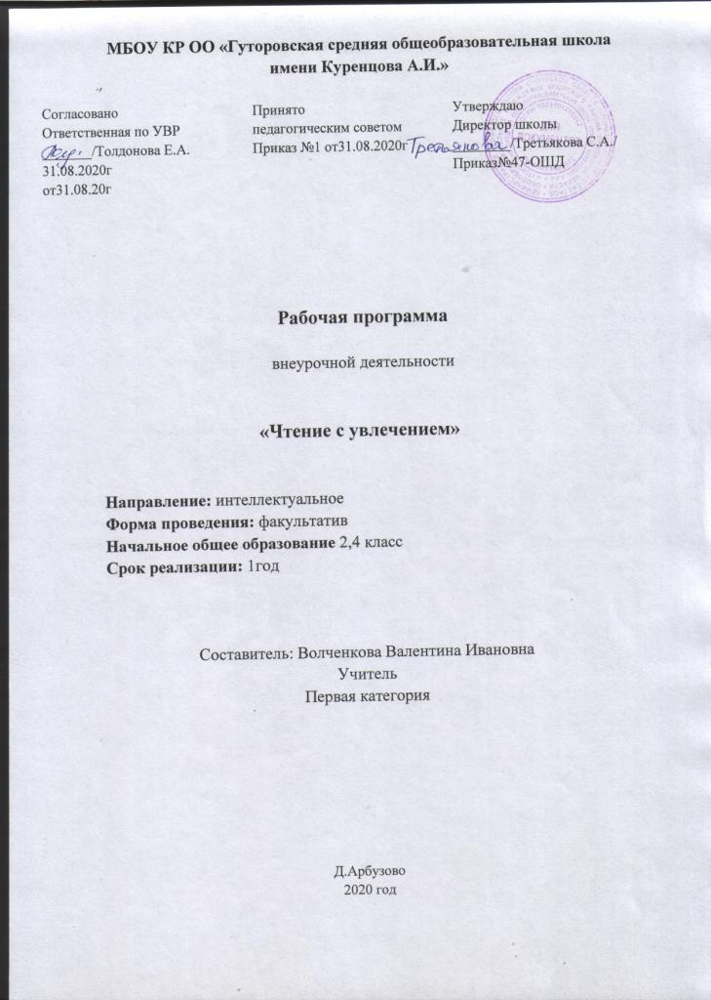 МБОУ КР ОО «Гуторовская средняя общеобразовательная школа
имени Куренцова А.И.»
Согласовано
Ответственная по УВР
/Толдонова Е.А.
31.08.2020г
от31.08.20г
Принято
педагогическим советом
Приказ №1 от31.08.2020г
Утверждаю
Директор школы
Третьякова /Третьякова С.А./
Приказ№47-ОШД
ДОКУМЕНТОВ
Рабочая программа
внеурочной деятельности
«Чтение с увлечением»
Направление: интеллектуальное
Форма проведения: факультатив
Начальное общее образование 2,4 класс
Срок реализации: 1год
Составитель: Волченкова Валентина Ивановна
Учитель
Первая категория
Д.Арбузово
2020 год